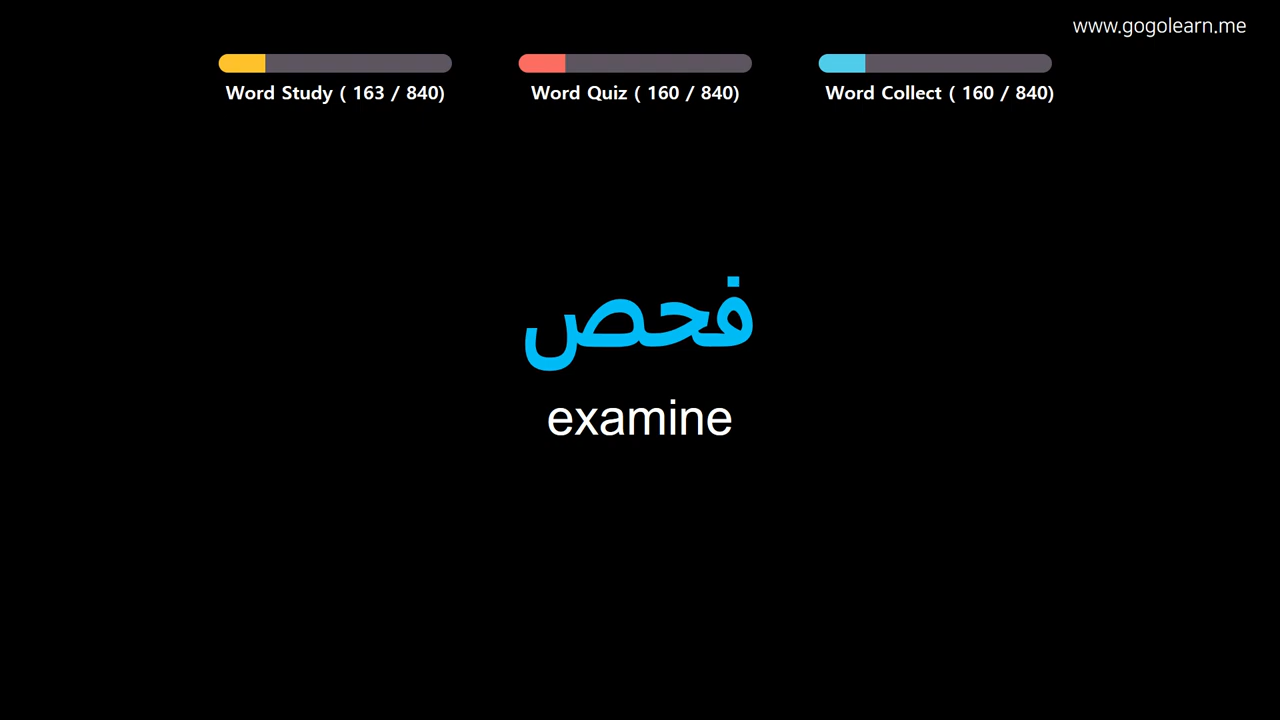 www.gogolearn.me
Word Study ( 163 / 840)
Word Quiz ( 160 / 840)
Word Collect ( 160 / 840)
فحص
examine